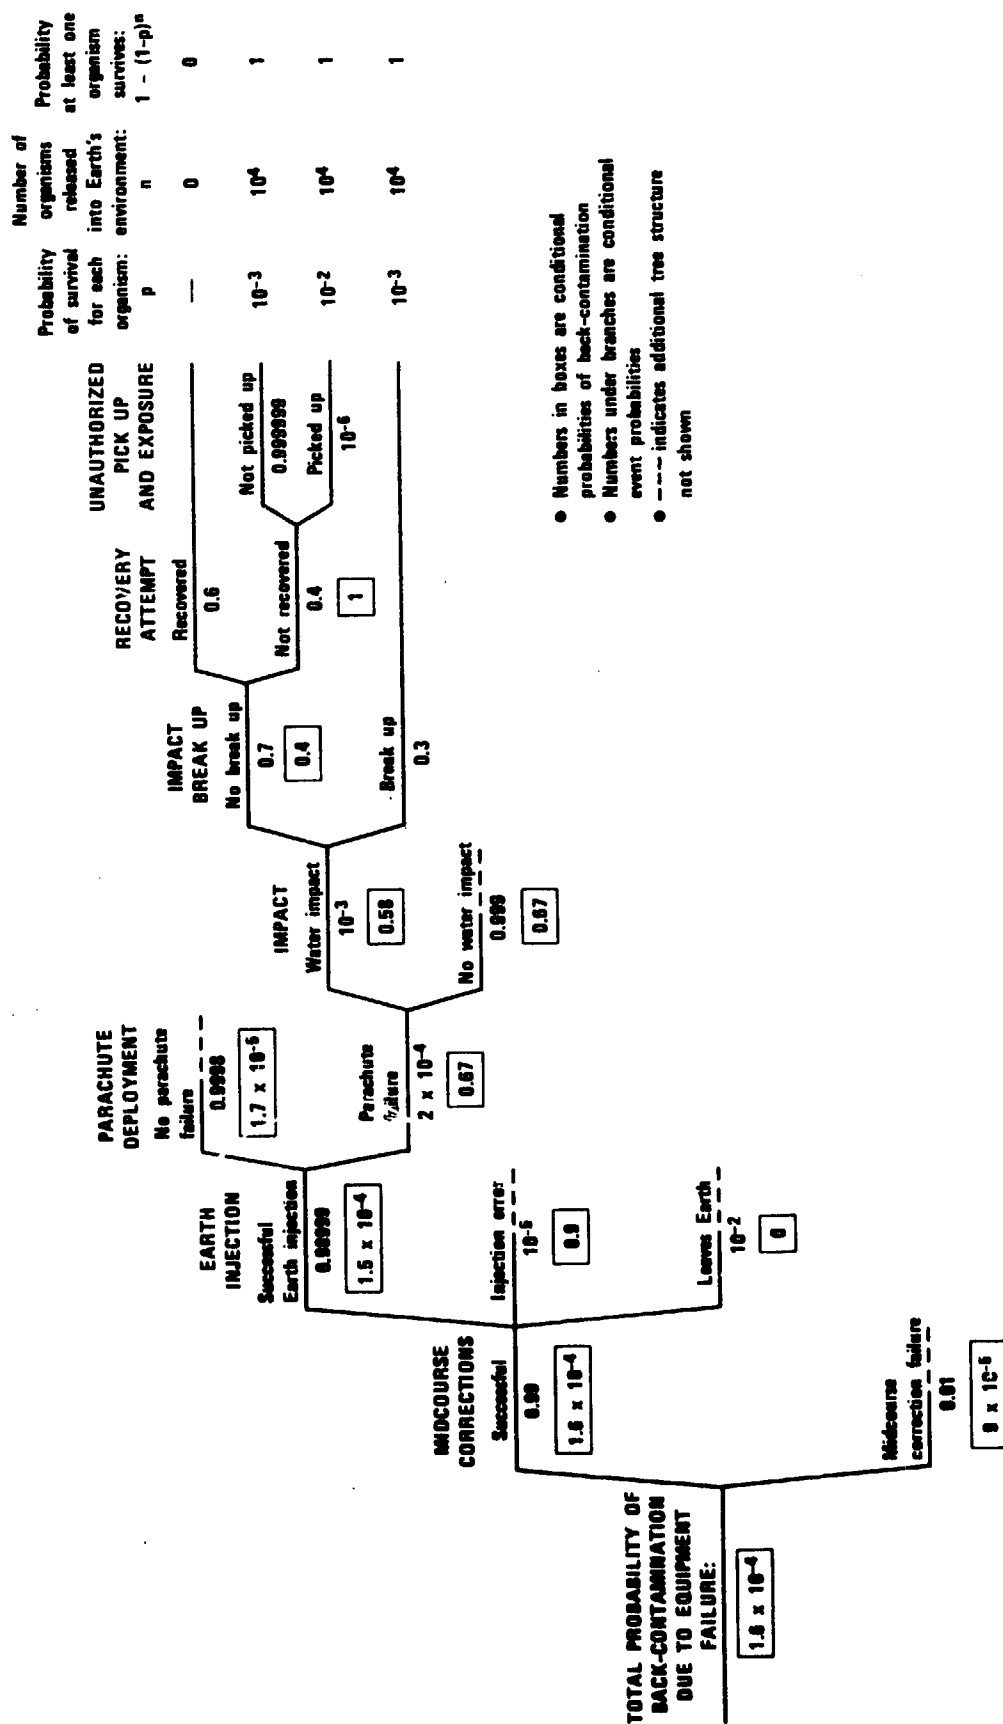 TOTAL PROBABILITY OF
BACK-CONTAMINATION
DUE TO EQUIPMENT
FAILURE:
1.6 x 10-4
MIDCOURSE
CORRECTIONS
Successful
0.99
1.6 x 10-4
Midcourse
correction failure
0.01
EARTH
INJECTION
Successful
Earth injection
1.5 x 10-4
Injection error
0.9
Leaves Earth
10-2
0
PARACHUTE
DEPLOYMENT
No parachute
failure
0.9998
Parachute
failure
2 x 10-4
0.67
IMPACT
Water impact
10-3
0.58
No water impact
0.999
0.67
IMPACT
BREAK UP
No break up
0.7
0.4
Break up
0.3
RECOVERY
ATTEMPT
Recovered
0.6
Not recovered
0.4
1
UNAUTHORIZED
PICK UP
AND EXPOSURE
Not picked up
0.999999
Picked up
10-6
Probability
of survival
for each
organism:
p
—
10-3
10-2
10-3
Number of
organisms
released
into Earth's
environment:
n
0
10⁴
10⁴
10⁴
Probability
at least one
organism
survives:
1 - (1-p)ⁿ
0
1
1
1
● Numbers in boxes are conditional
probabilities of back-contamination
● Numbers under branches are conditional
event probabilities
● --- indicates additional tree structure
not shown